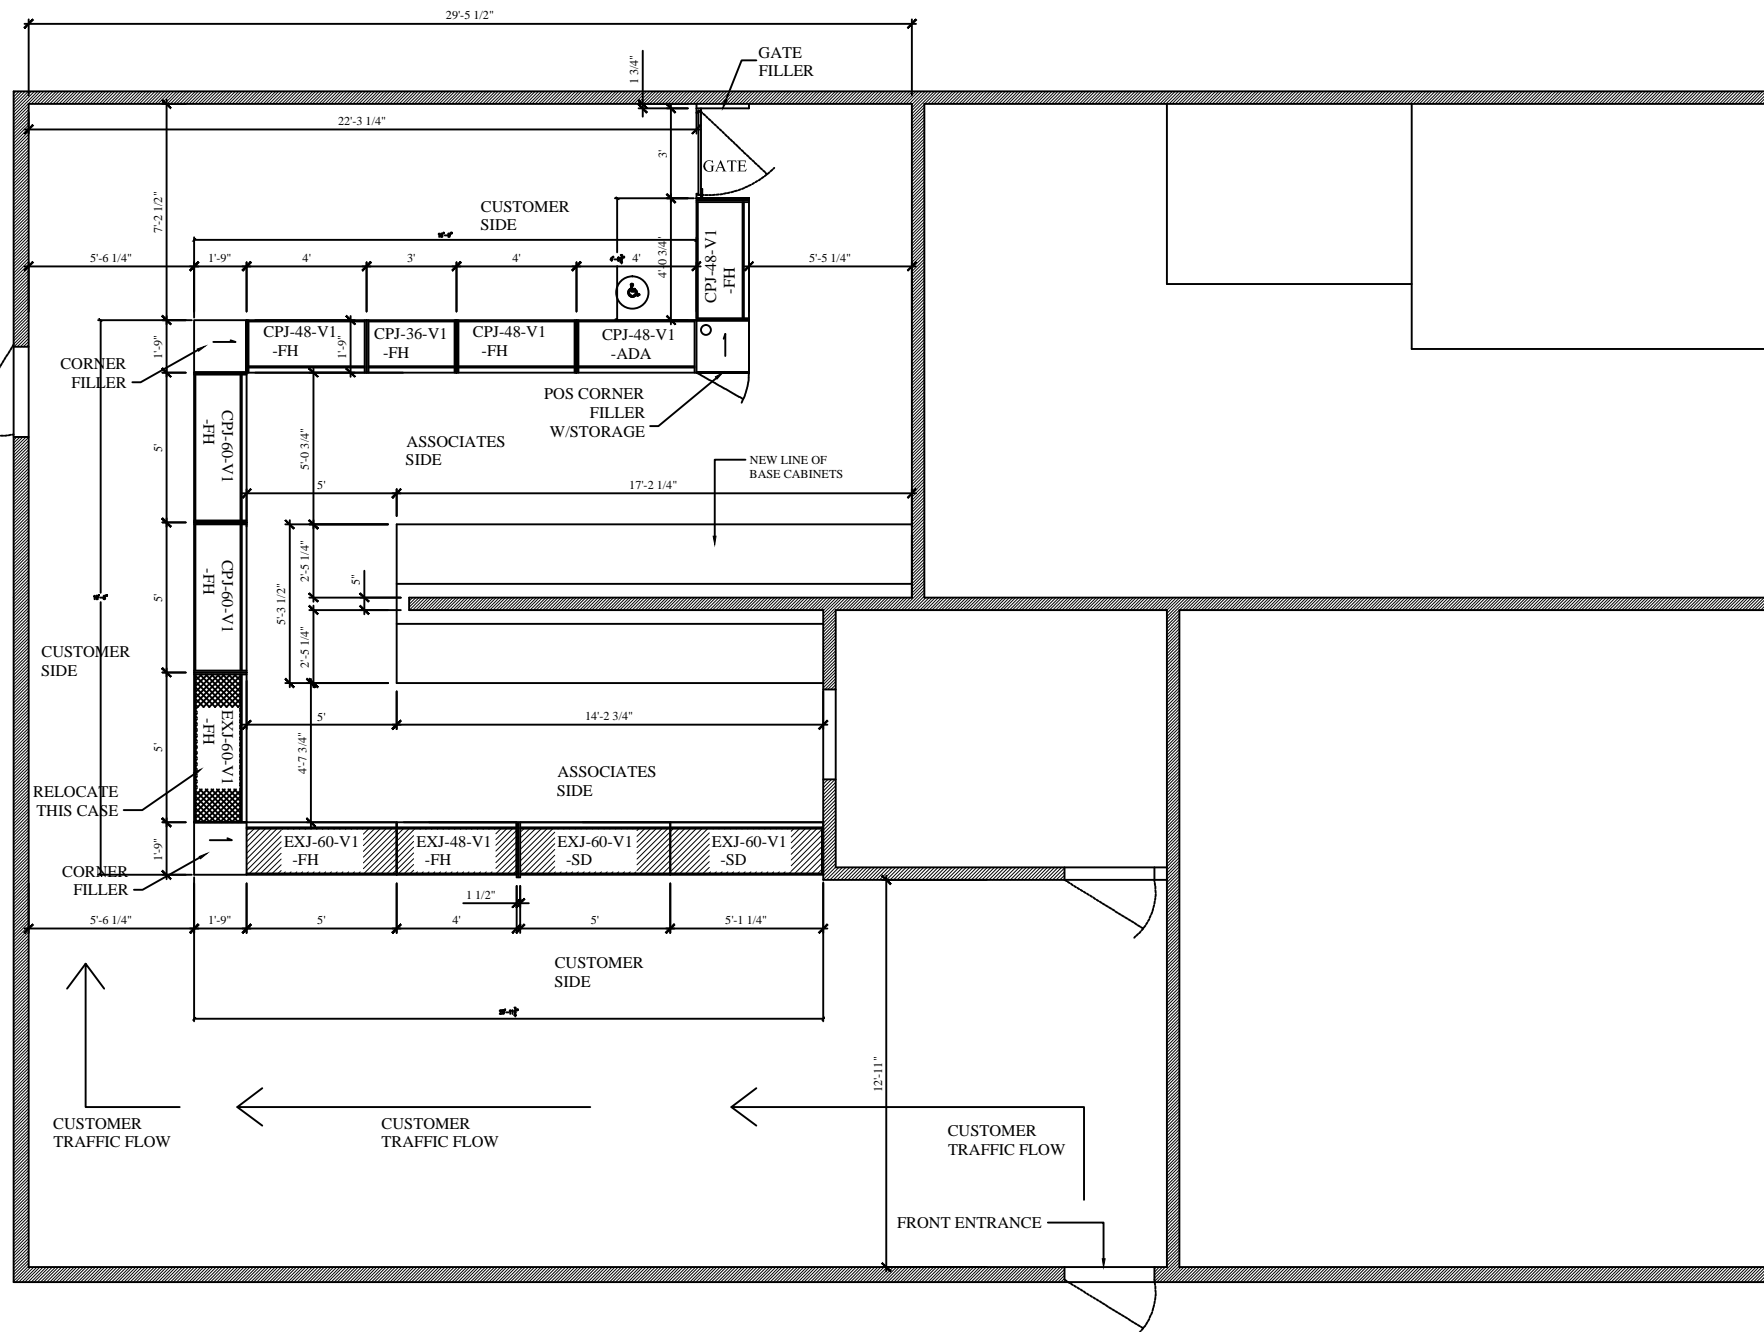 29'-5 1/2"
1 3/4"
GATE
FILLER
22'-3 1/4"
3'
GATE
7'-2 1/2"
CUSTOMER
SIDE
5'-6 1/4"
1'-9"
4'
3'
4'
4'
4'-0 3/4"
CPJ-48-V1
-FH
5'-5 1/4"
CORNER
FILLER
1'-9"
CPJ-48-V1
-FH
1'-9"
CPJ-36-V1
-FH
CPJ-48-V1
-FH
CPJ-48-V1
-ADA
POS CORNER
FILLER
W/STORAGE
5'
CPJ-60-V1
-FH
5'-0 3/4"
ASSOCIATES
SIDE
NEW LINE OF
BASE CABINETS
5'
17'-2 1/4"
5'
CPJ-60-V1
-FH
5'-3 1/2"
2'-5 1/4"
5"
2'-5 1/4"
CUSTOMER
SIDE
5'
EXJ-60-V1
-FH
5'
14'-2 3/4"
4'-7 3/4"
ASSOCIATES
SIDE
RELOCATE
THIS CASE
1'-9"
CORNER
FILLER
EXJ-60-V1
-FH
EXJ-48-V1
-FH
EXJ-60-V1
-SD
EXJ-60-V1
-SD
1 1/2"
5'-6 1/4"
1'-9"
5'
4'
5'
5'-1 1/4"
CUSTOMER
SIDE
12'-11"
CUSTOMER
TRAFFIC FLOW
CUSTOMER
TRAFFIC FLOW
CUSTOMER
TRAFFIC FLOW
FRONT ENTRANCE